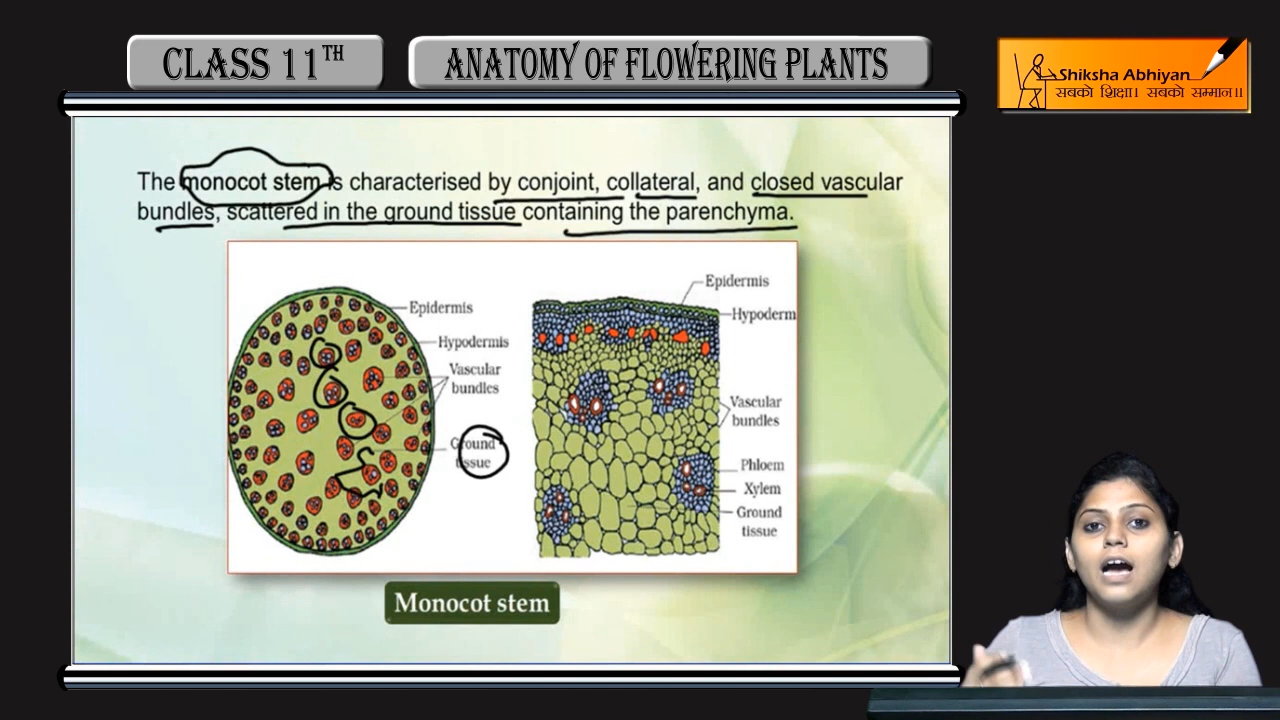 CLASS 11TH
ANATOMY OF FLOWERING PLANTS
Shiksha Abhiyan
सबको शिक्षा। सबको सम्मान।।
The monocot stem is characterised by conjoint, collateral, and closed vascular
bundles, scattered in the ground tissue containing the parenchyma.
Epidermis
Hypodermis
Vascular
bundles
Ground
tissue
Epidermis
Hypoderm
Vascular
bundles
Phloem
Xylem
Ground
tissue
Monocot stem